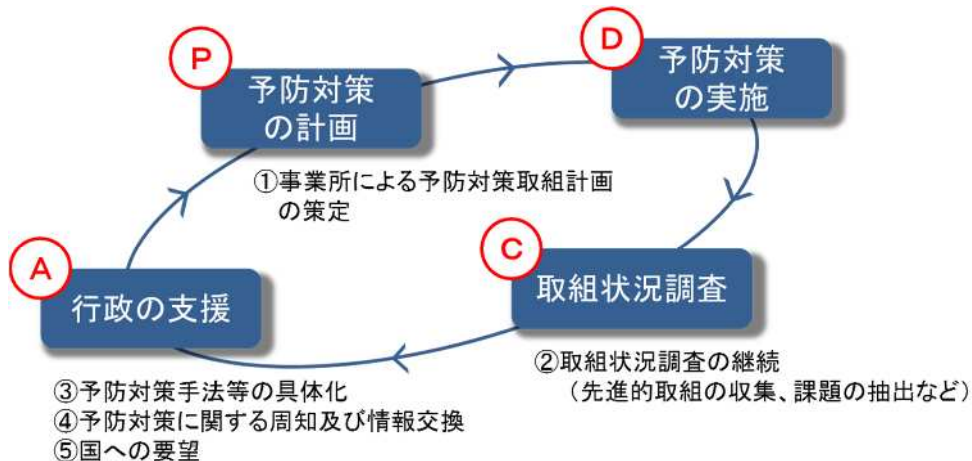 P
予防対策
の計画
D
予防対策
の実施
①事業所による予防対策取組計画
の策定
C
取組状況調査
A
行政の支援
②取組状況調査の継続
(先進的取組の収集、課題の抽出など)
③予防対策手法等の具体化
④予防対策に関する周知及び情報交換
⑤国への要望